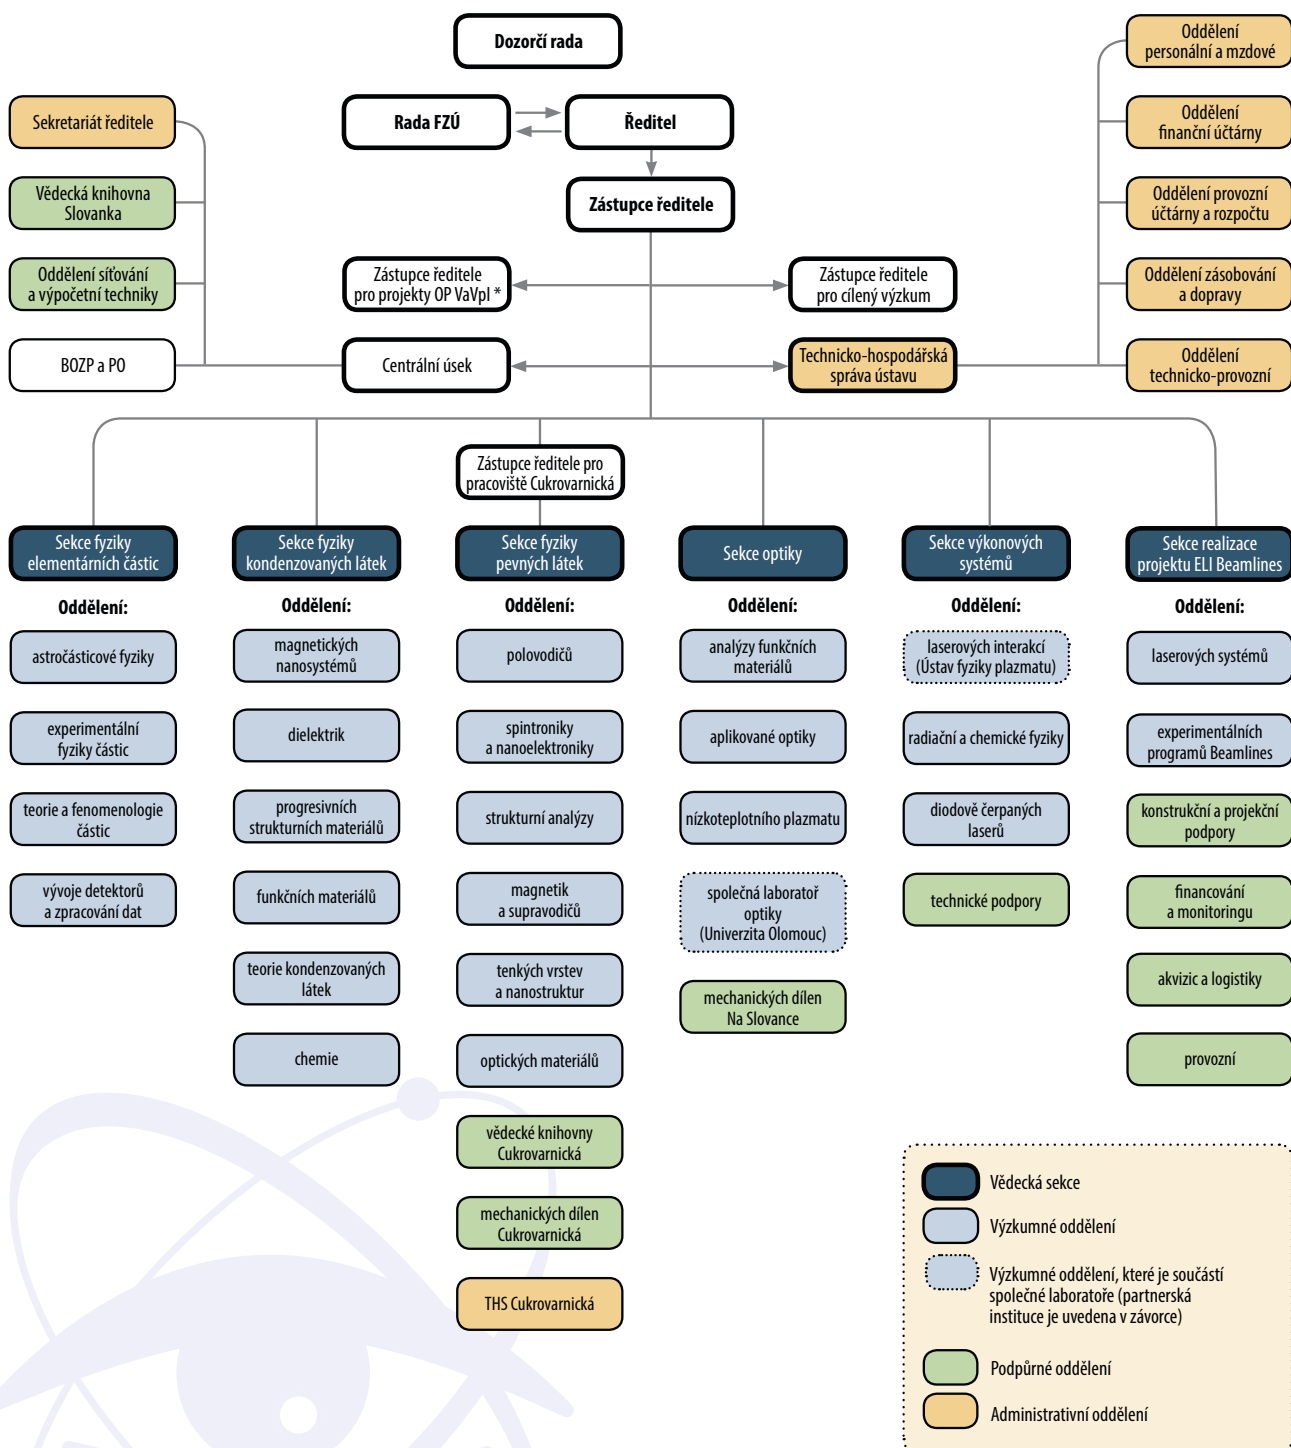 Dozorčí rada
Oddělení
personální a mzdové
Sekretariát ředitele
Rada FZÚ
Ředitel
Oddělení
finanční účtárny
Vědecká knihovna
Slovanka
Zástupce ředitele
Oddělení provozní
účtárny a rozpočtu
Oddělení síťování
a výpočetní techniky
Zástupce ředitele
pro projekty OP VaVpI *
Zástupce ředitele
pro cílený výzkum
Oddělení zásobování
a dopravy
BOZP a PO
Centrální úsek
Technicko-hospodářská
správa ústavu
Oddělení
technicko-provozní
Zástupce ředitele pro
pracoviště Cukrovarnická
Sekce fyziky
elementárních částic
Oddělení:
astročásticové fyziky
experimentální
fyziky částic
teorie a fenomenologie
částic
vývoje detektorů
a zpracování dat
Sekce fyziky
kondenzovaných látek
Oddělení:
magnetických
nanosystémů
dielektrik
progresivních
strukturních materiálů
funkčních materiálů
teorie kondenzovaných
látek
chemie
Sekce fyziky
pevných látek
Oddělení:
polovodičů
spintroniky
a nanoelektroniky
strukturní analýzy
magnetik
a supravodičů
tenkých vrstev
a nanostruktur
optických materiálů
vědecké knihovny
Cukrovarnická
mechanických dílen
Cukrovarnická
THS Cukrovarnická
Sekce optiky
Oddělení:
analýzy funkčních
materiálů
aplikované optiky
nízkoteplotního plazmatu
společná laboratoř
optiky
(Univerzita Olomouc)
mechanických dílen
Na Slovance
Sekce výkonových
systémů
Oddělení:
laserových interakcí
(Ústav fyziky plazmatu)
radiační a chemické fyziky
diodově čerpaných
laserů
technické podpory
Sekce realizace
projektu ELI Beamlines
Oddělení:
laserových systémů
experimentálních
programů Beamlines
konstrukční a projekční
podpory
financování
a monitoringu
akvizic a logistiky
provozní
Vědecká sekce
Výzkumné oddělení
Výzkumné oddělení, které je součástí
společné laboratoře (partnerská
instituce je uvedena v závorce)
Podpůrné oddělení
Administrativní oddělení